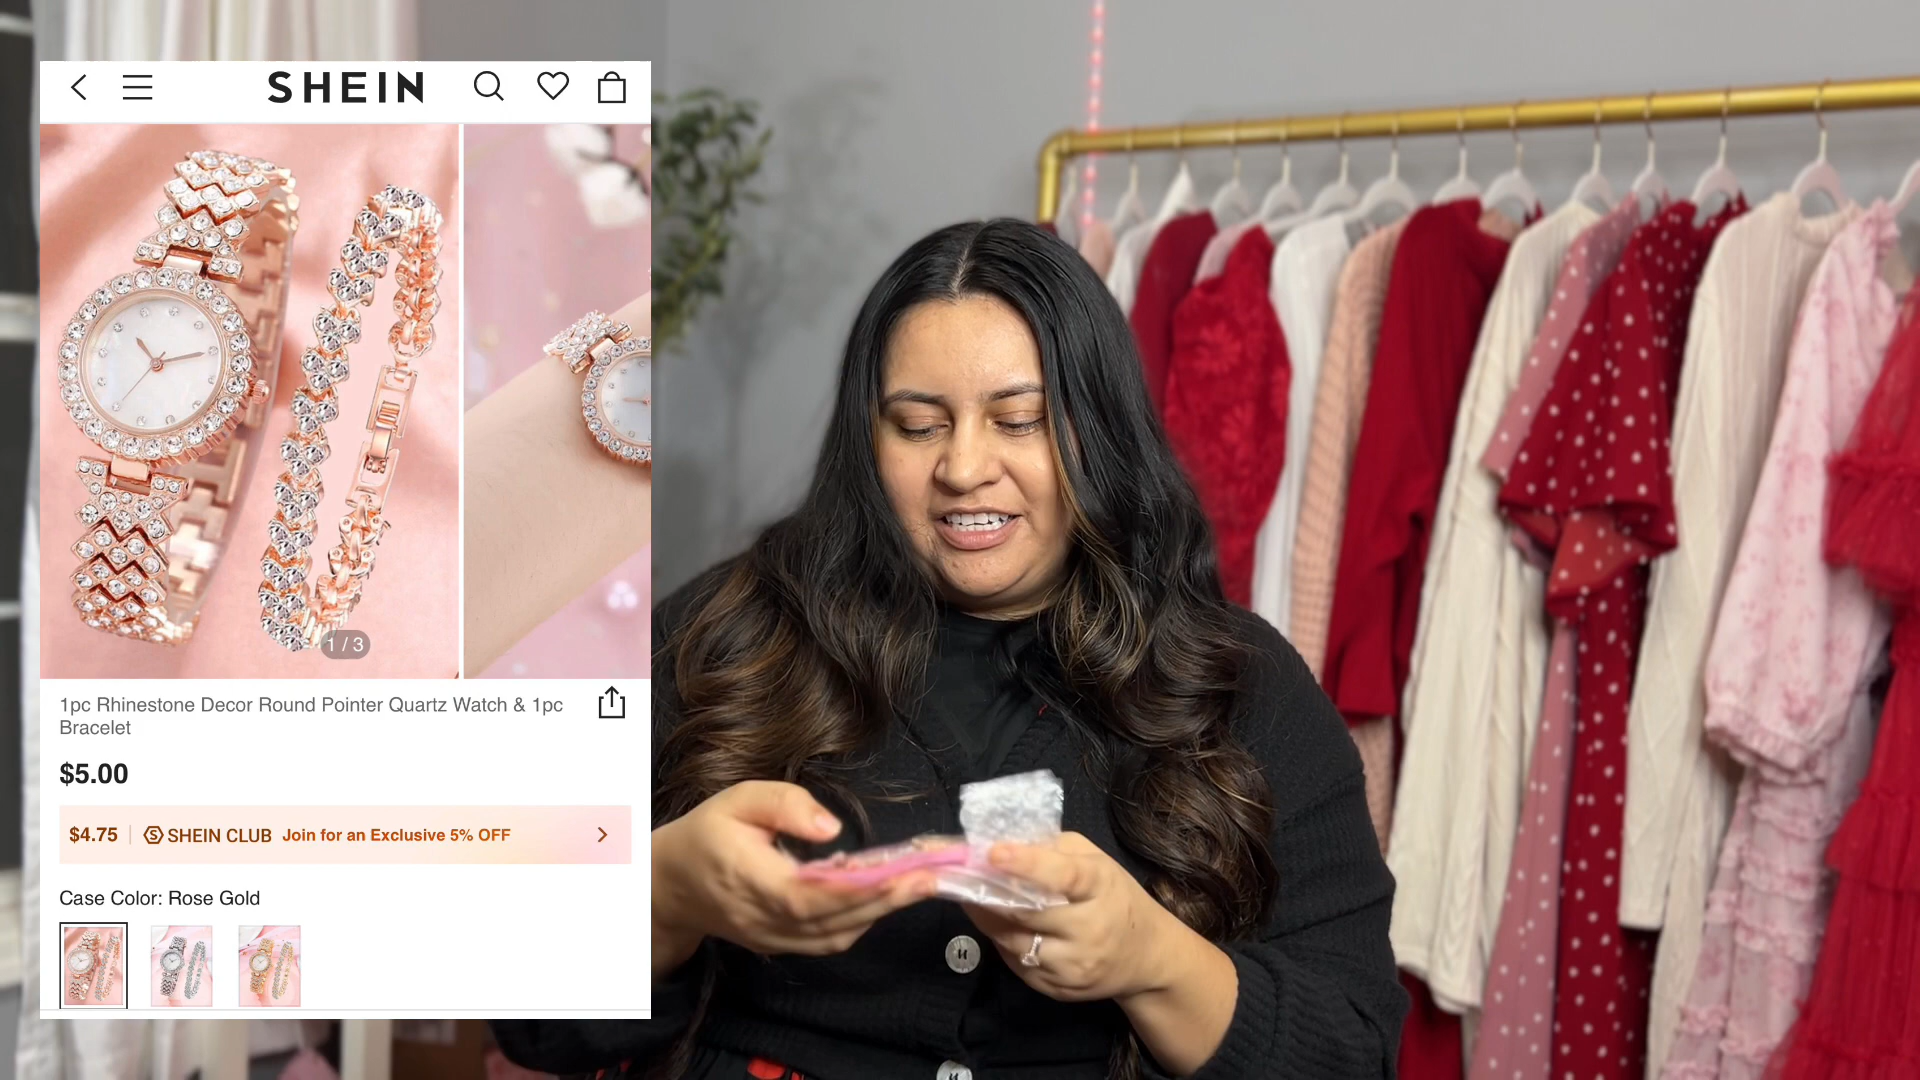 SHEIN
1 / 3
1pc Rhinestone Decor Round Pointer Quartz Watch & 1pc
Bracelet
$5.00
$4.75 | S SHEIN CLUB Join for an Exclusive 5% OFF
Case Color: Rose Gold